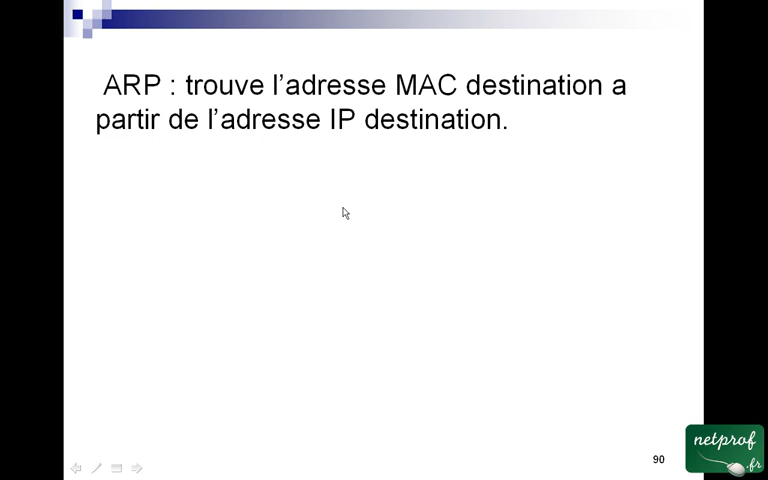 ARP : trouve l’adresse MAC destination a
partir de l’adresse IP destination.
90
netprof
.fr